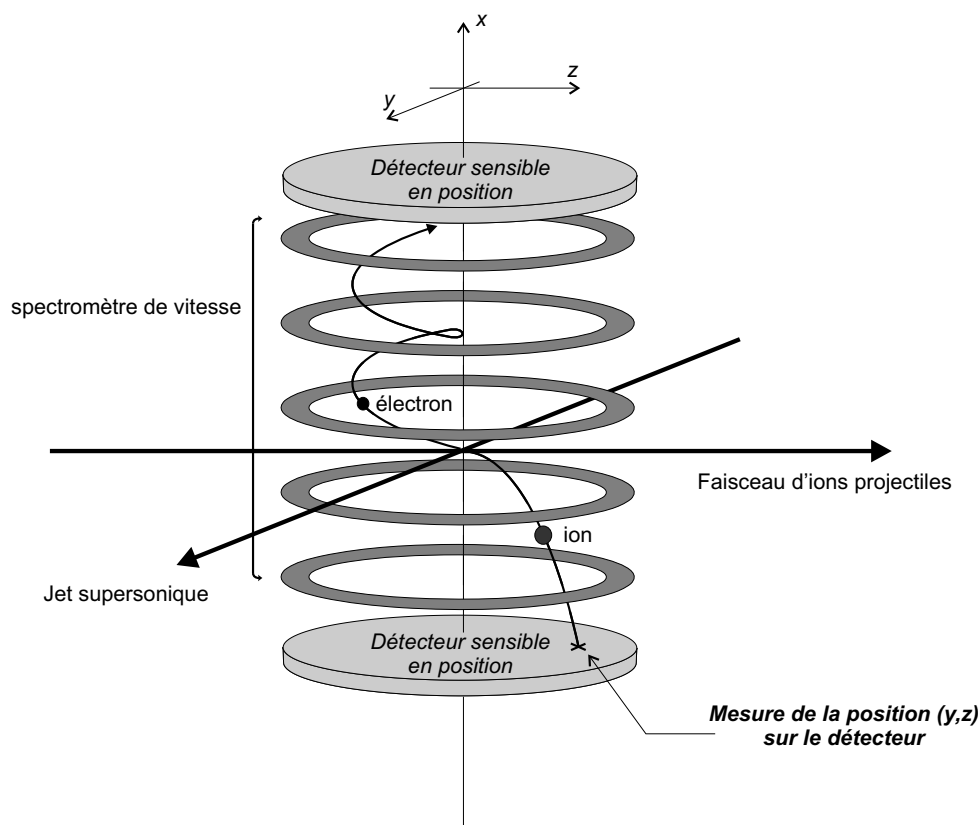 x
z
y
Détecteur sensible
en position
spectromètre de vitesse
électron
Faisceau d'ions projectiles
ion
Jet supersonique
Détecteur sensible
en position
Mesure de la position (y,z)
sur le détecteur